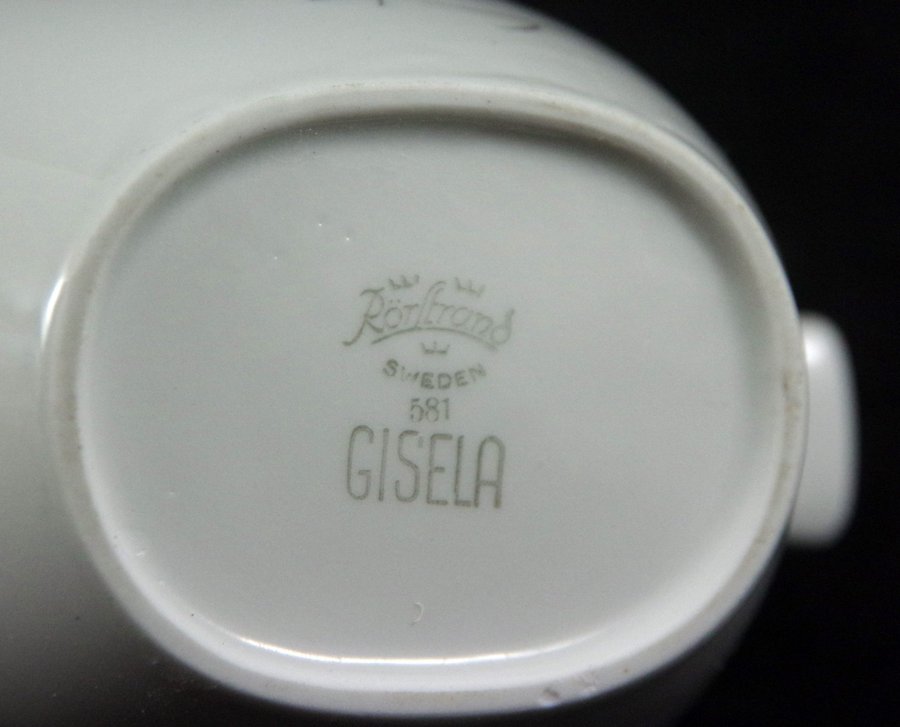 Rörstrand
SWEDEN
581
GISELA